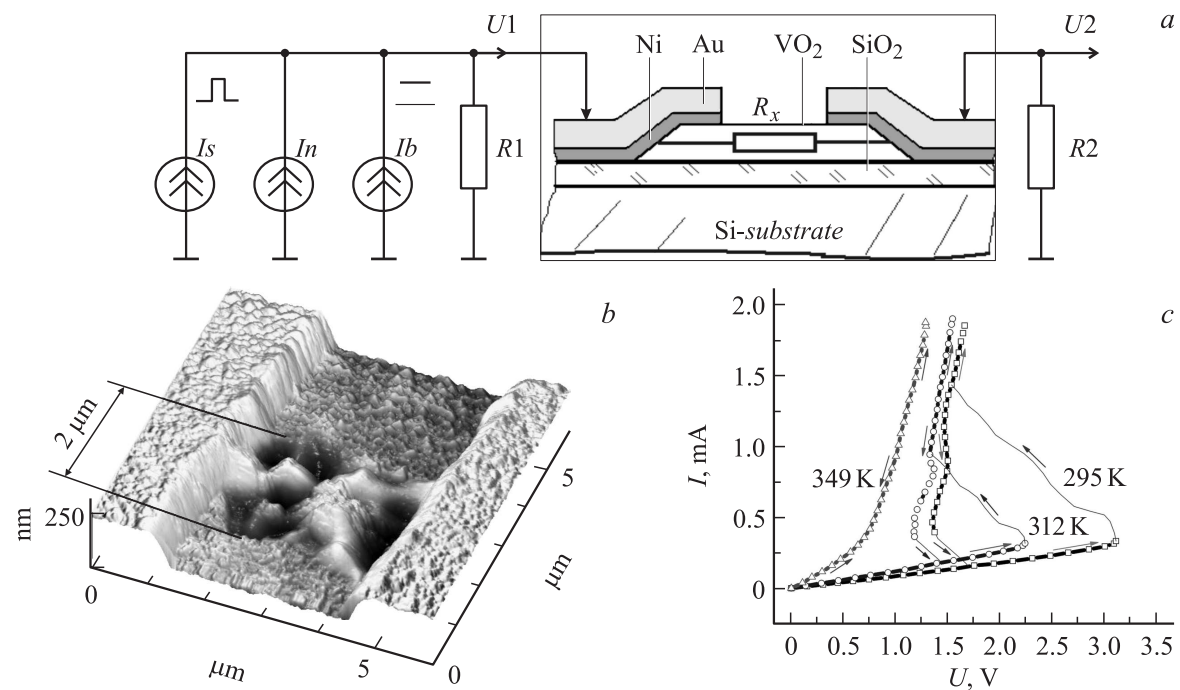 U1
U2
a
Ni
Au
VO2
SiO2
Rx
Is
In
Ib
R1
R2
Si-substrate
b
2 μm
nm
250
0
5
μm
5
0
μm
c
2.0
1.5
1.0
0.5
0
I, mA
349 K
295 K
312 K
0
0.5
1.0
1.5
2.0
2.5
3.0
3.5
U, V